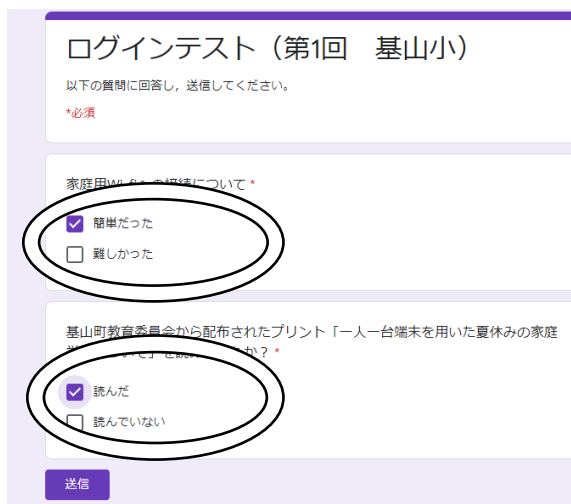 ログインテスト（第1回　基山小）
以下の質問に回答し，送信してください。
*必須
家庭用Wi-fiへの接続について *
簡単だった
難しかった
基山町教育委員会から配布されたプリント「一人一台端末を用いた夏休みの家庭
を か？ *
読んだ
読んでいない
送信